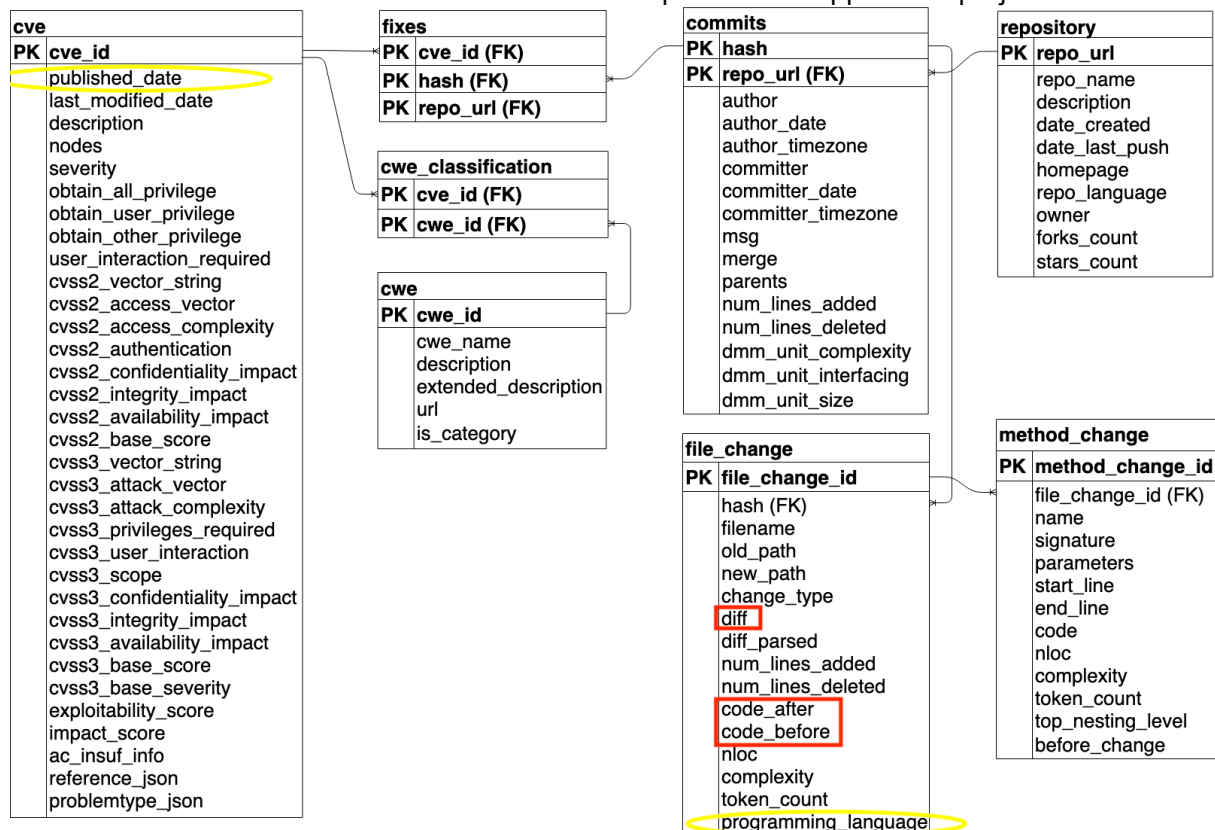 cve
PK cve_id
published_date
last_modified_date
description
nodes
severity
obtain_all_privilege
obtain_user_privilege
obtain_other_privilege
user_interaction_required
cvss2_vector_string
cvss2_access_vector
cvss2_access_complexity
cvss2_authentication
cvss2_confidentiality_impact
cvss2_integrity_impact
cvss2_availability_impact
cvss2_base_score
cvss3_vector_string
cvss3_attack_vector
cvss3_attack_complexity
cvss3_privileges_required
cvss3_user_interaction
cvss3_scope
cvss3_confidentiality_impact
cvss3_integrity_impact
cvss3_availability_impact
cvss3_base_score
cvss3_base_severity
exploitability_score
impact_score
ac_insuf_info
reference_json
problemtype_json
fixes
PK cve_id (FK)
PK hash (FK)
PK repo_url (FK)
cwe_classification
PK cve_id (FK)
PK cwe_id (FK)
cwe
PK cwe_id
cwe_name
description
extended_description
url
is_category
commits
PK hash
PK repo_url (FK)
author
author_date
author_timezone
committer
committer_date
committer_timezone
msg
merge
parents
num_lines_added
num_lines_deleted
dmm_unit_complexity
dmm_unit_interfacing
dmm_unit_size
file_change
PK file_change_id
hash (FK)
filename
old_path
new_path
change_type
diff
diff_parsed
num_lines_added
num_lines_deleted
code_after
code_before
nloc
complexity
token_count
programming_language
repository
PK repo_url
repo_name
description
date_created
date_last_push
homepage
repo_language
owner
forks_count
stars_count
method_change
PK method_change_id
file_change_id (FK)
name
signature
parameters
start_line
end_line
code
nloc
complexity
token_count
top_nesting_level
before_change